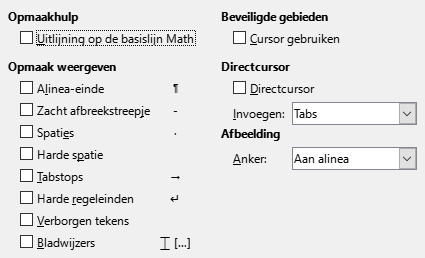 Opmaakhulp
Uitlijning op de basislijn Math
Opmaak weergeven
Alinea-einde ¶
Zacht afbreekstreepje -
Spaties ·
Harde spatie
Tabstops →
Harde regeleinden ↵
Verborgen tekens
Bladwijzers ⌶ [...]
Beveiligde gebieden
Cursor gebruiken
Directcursor
Directcursor
Invoegen: Tabs
Afbeelding
Anker: Aan alinea